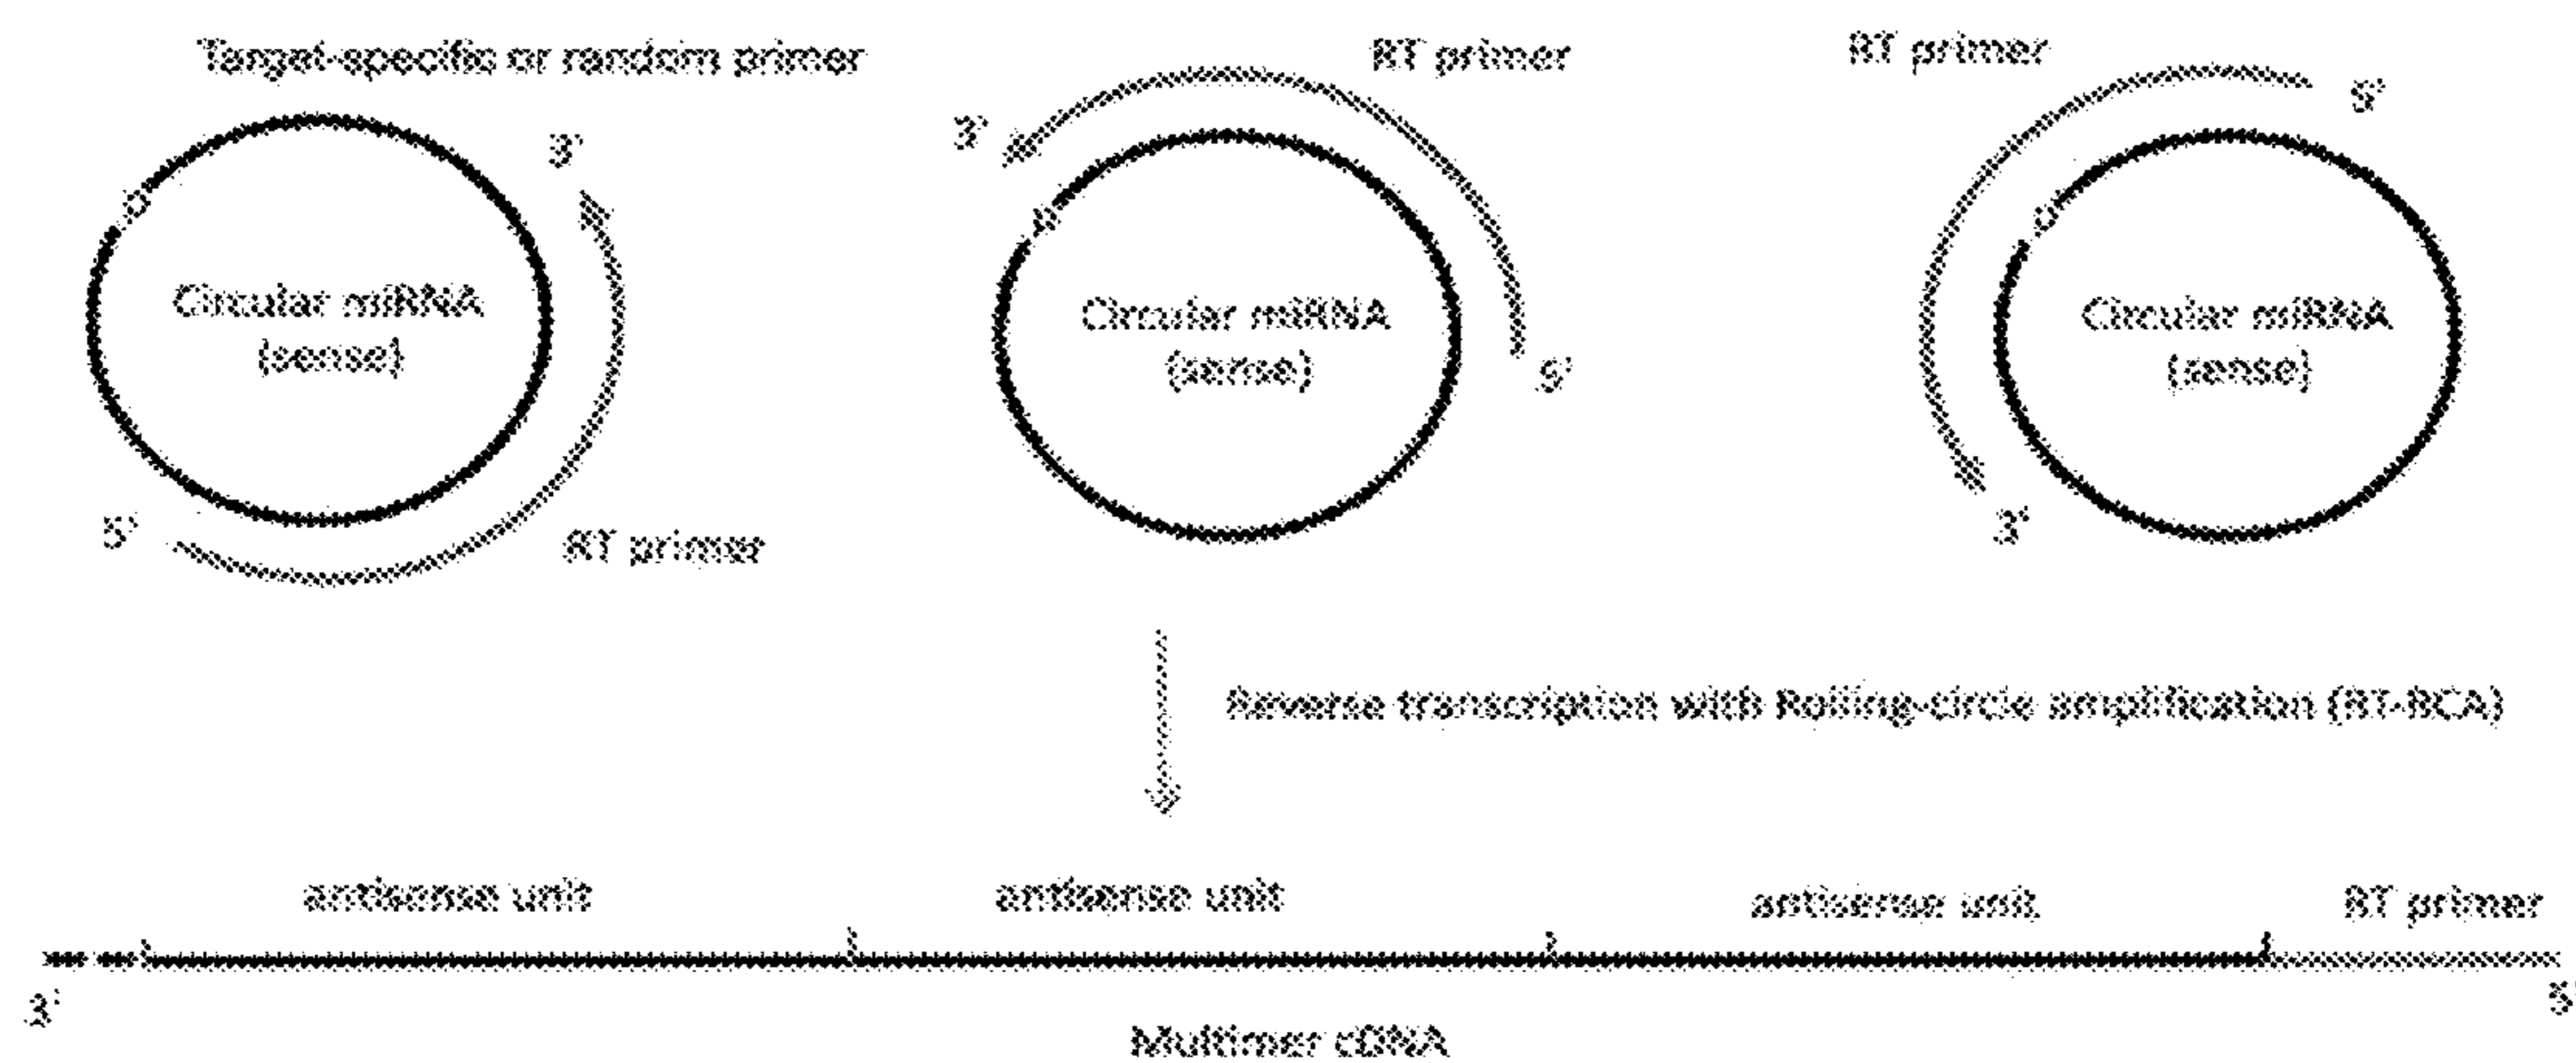 Target-specific or random primer
RT primer
RT primer
3'
3'
5'
p
p
p
Circular miRNA
(sense)
Circular miRNA
(sense)
Circular miRNA
(sense)
5'
5'
3'
RT primer
Reverse transcription with Rolling-circle amplification (RT-RCA)
antisense unit
antisense unit
antisense unit
RT primer
3'
5'
Multimer cDNA